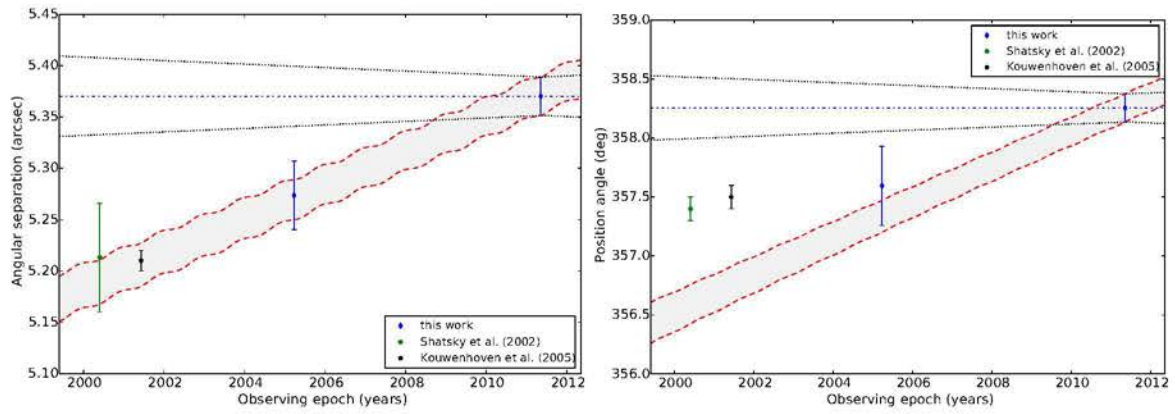 5.45
5.40
5.35
5.30
5.25
5.20
5.15
5.10
Angular separation (arcsec)
this work
Shatsky et al. (2002)
Kouwenhoven et al. (2005)
2000 2002 2004 2006 2008 2010 2012
Observing epoch (years)
359.0
358.5
358.0
357.5
357.0
356.5
356.0
Position angle (deg)
this work
Shatsky et al. (2002)
Kouwenhoven et al. (2005)
2000 2002 2004 2006 2008 2010 2012
Observing epoch (years)